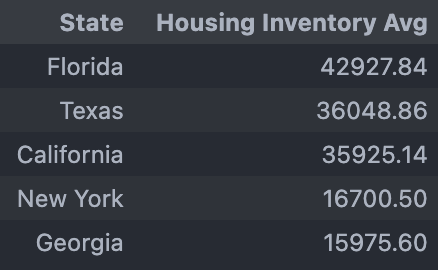 State Housing Inventory Avg
Florida 42927.84
Texas 36048.86
California 35925.14
New York 16700.50
Georgia 15975.60